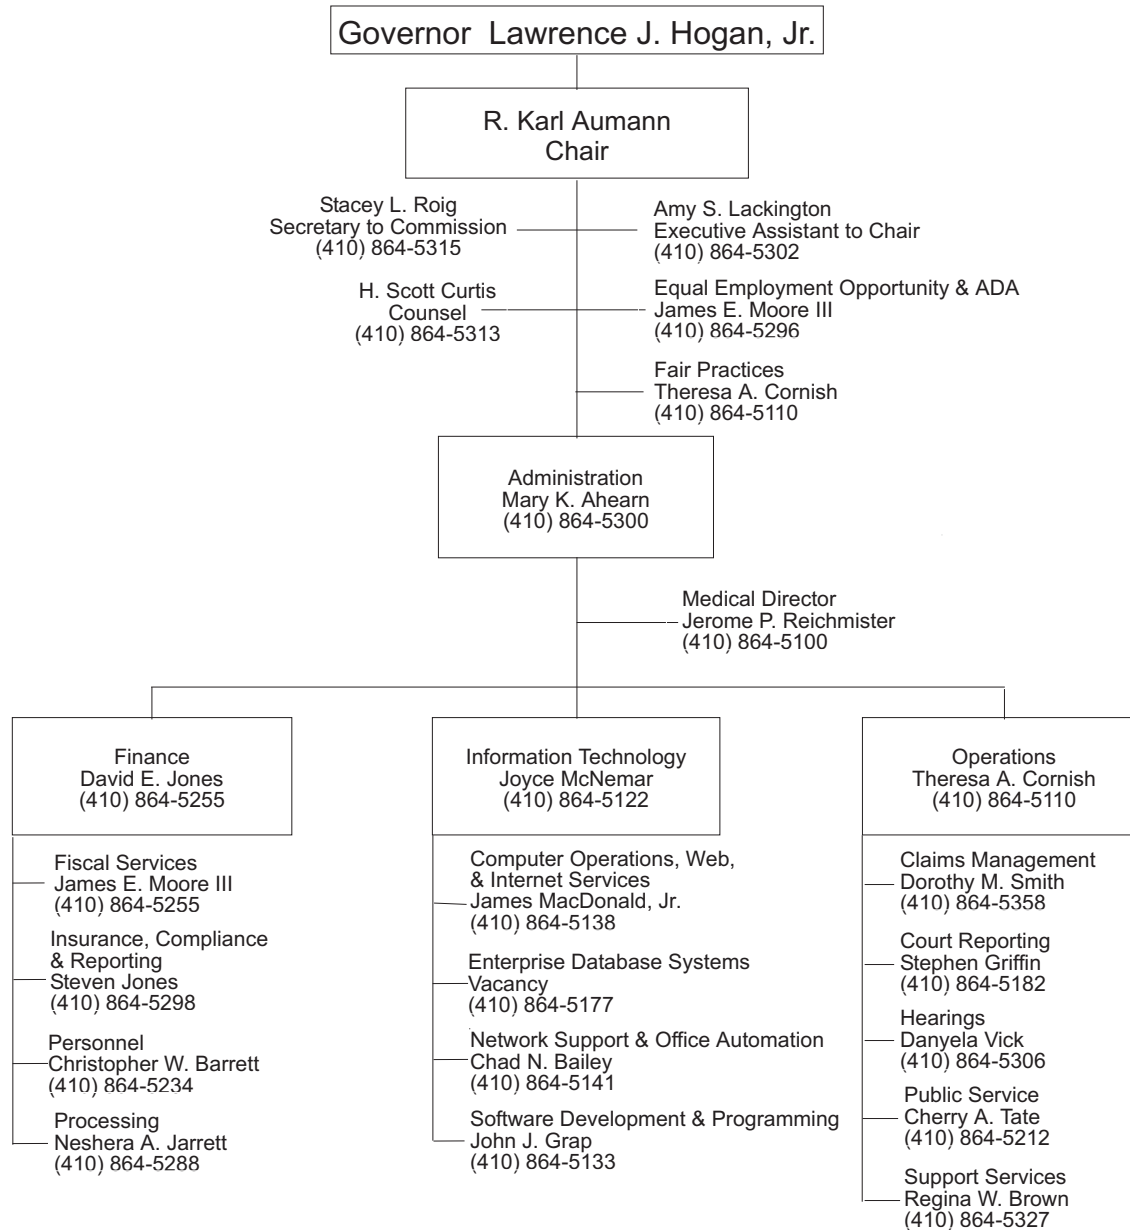 Governor Lawrence J. Hogan, Jr.
R. Karl Aumann
Chair
Stacey L. Roig
Secretary to Commission
(410) 864-5315
Amy S. Lackington
Executive Assistant to Chair
(410) 864-5302
H. Scott Curtis
Counsel
(410) 864-5313
Equal Employment Opportunity & ADA
James E. Moore III
(410) 864-5296
Fair Practices
Theresa A. Cornish
(410) 864-5110
Administration
Mary K. Ahearn
(410) 864-5300
Medical Director
Jerome P. Reichmister
(410) 864-5100
Finance
David E. Jones
(410) 864-5255
Fiscal Services
James E. Moore III
(410) 864-5255
Insurance, Compliance
& Reporting
Steven Jones
(410) 864-5298
Personnel
Christopher W. Barrett
(410) 864-5234
Processing
Neshera A. Jarrett
(410) 864-5288
Information Technology
Joyce McNemar
(410) 864-5122
Computer Operations, Web,
& Internet Services
James MacDonald, Jr.
(410) 864-5138
Enterprise Database Systems
Vacancy
(410) 864-5177
Network Support & Office Automation
Chad N. Bailey
(410) 864-5141
Software Development & Programming
John J. Grap
(410) 864-5133
Operations
Theresa A. Cornish
(410) 864-5110
Claims Management
Dorothy M. Smith
(410) 864-5358
Court Reporting
Stephen Griffin
(410) 864-5182
Hearings
Danyela Vick
(410) 864-5306
Public Service
Cherry A. Tate
(410) 864-5212
Support Services
Regina W. Brown
(410) 864-5327